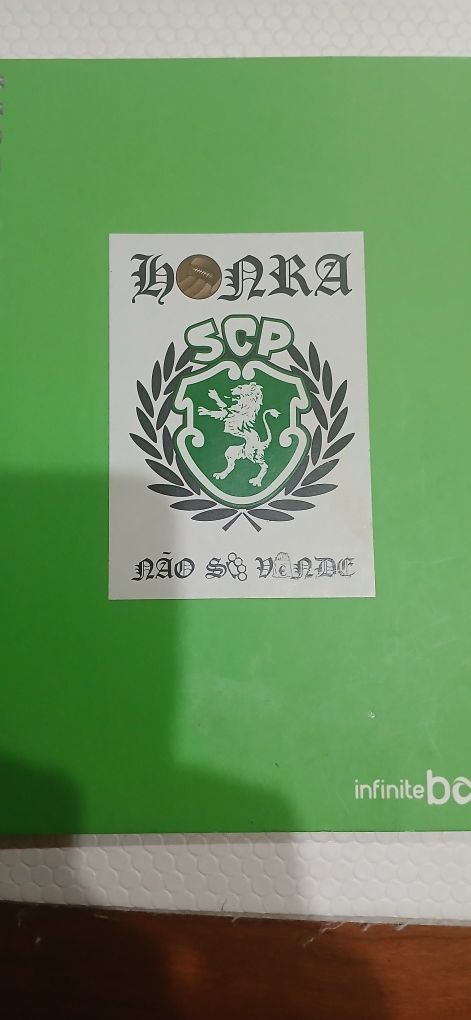 HONRA
SCP
NÃO SE VENDE
infinite